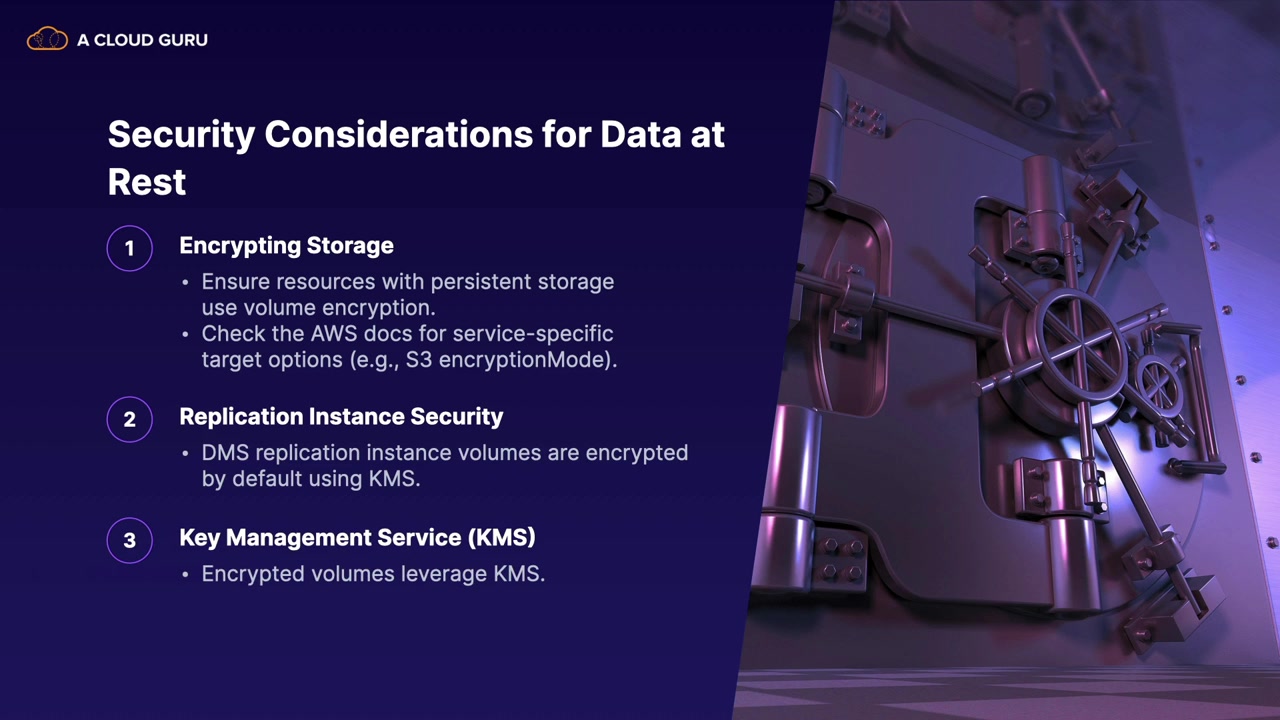 A CLOUD GURU
Security Considerations for Data at
Rest
1
Encrypting Storage
• Ensure resources with persistent storage
use volume encryption.
• Check the AWS docs for service-specific
target options (e.g., S3 encryptionMode).
2
Replication Instance Security
• DMS replication instance volumes are encrypted
by default using KMS.
3
Key Management Service (KMS)
• Encrypted volumes leverage KMS.